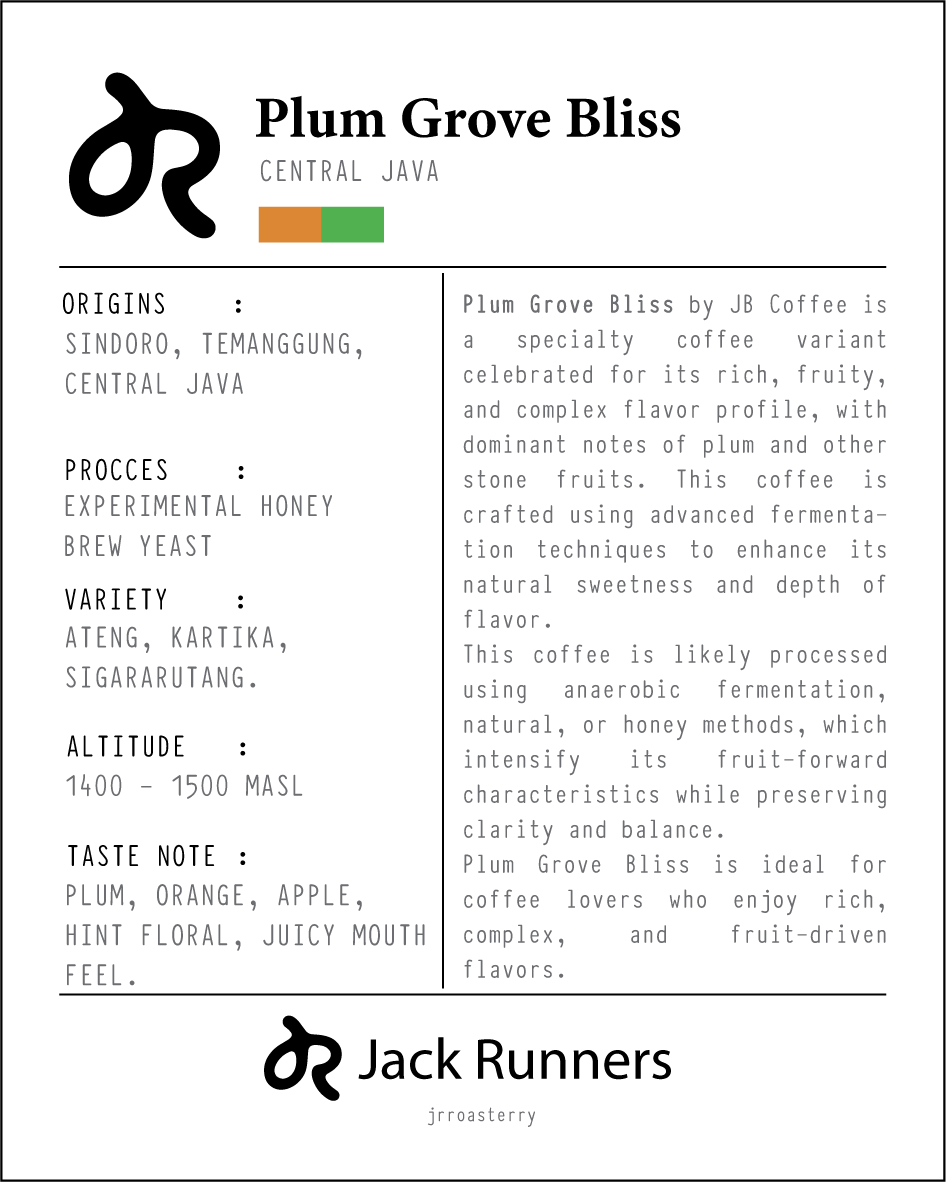 Plum Grove Bliss
CENTRAL JAVA
ORIGINS :
SINDORO, TEMANGGUNG,
CENTRAL JAVA
PROCCES :
EXPERIMENTAL HONEY
BREW YEAST
VARIETY :
ATENG, KARTIKA,
SIGARARUTANG.
ALTITUDE :
1400 - 1500 MASL
TASTE NOTE :
PLUM, ORANGE, APPLE,
HINT FLORAL, JUICY MOUTH
FEEL.
Plum Grove Bliss by JB Coffee is
a specialty coffee variant
celebrated for its rich, fruity,
and complex flavor profile, with
dominant notes of plum and other
stone fruits. This coffee is
crafted using advanced fermenta-
tion techniques to enhance its
natural sweetness and depth of
flavor.
This coffee is likely processed
using anaerobic fermentation,
natural, or honey methods, which
intensify its fruit-forward
characteristics while preserving
clarity and balance.
Plum Grove Bliss is ideal for
coffee lovers who enjoy rich,
complex, and fruit-driven
flavors.
Jack Runners
jrroasterry